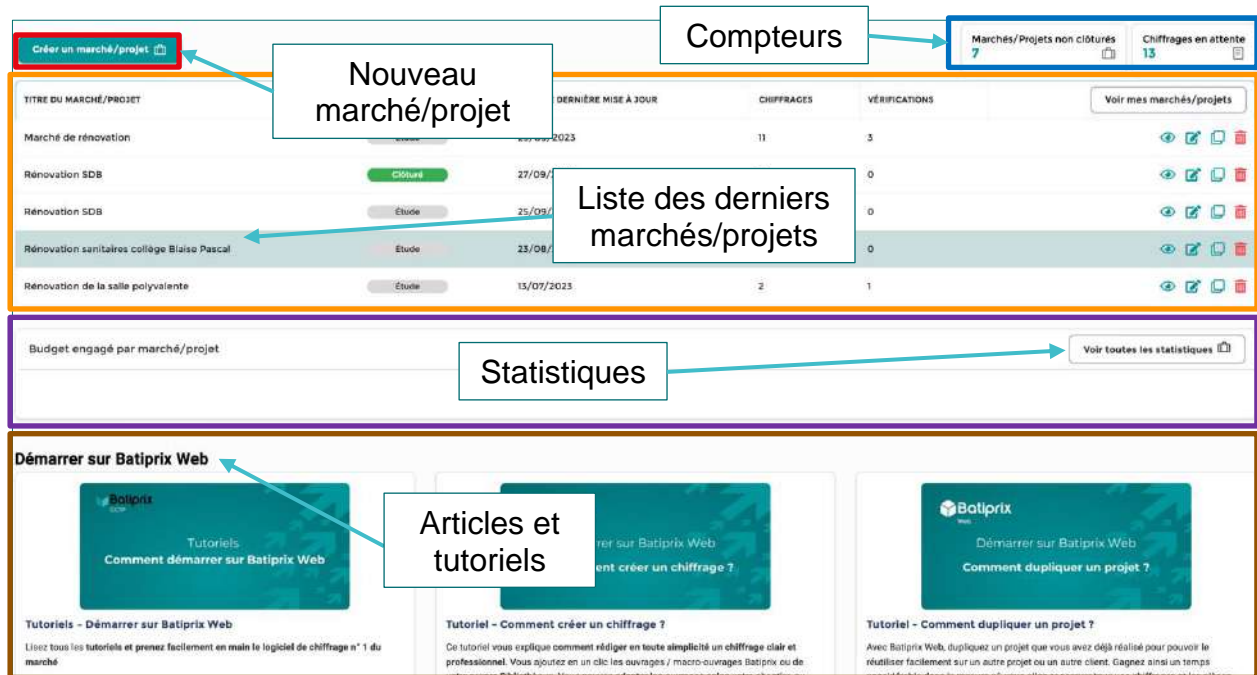 Créer un marché/projet
Nouveau
marché/projet
Compteurs
Marchés/Projets non clôturés
7
Chiffrages en attente
13
TITRE DU MARCHÉ/PROJET DERNIÈRE MISE À JOUR CHIFFRAGES VÉRIFICATIONS Voir mes marchés/projets
Marché de rénovation 2023 11 3
Rénovation SDB Clôturé 27/09/ 0
Rénovation SDB Étude 25/09/ 0
Liste des derniers
marchés/projets
Rénovation sanitaires collège Blaise Pascal Étude 23/08/ 0
Rénovation de la salle polyvalente Étude 13/07/2023 2 1
Budget engagé par marché/projet
Statistiques
Voir toutes les statistiques
Démarrer sur Batiprix Web
Articles et
tutoriels
Batiprix
Tutoriels
Comment démarrer sur Batiprix Web
Tutoriels - Démarrer sur Batiprix Web
Lisez tous les tutoriels et prenez facilement en main le logiciel de chiffrage n° 1 du
marché
sur Batiprix Web
créer un chiffrage ?
Tutoriel - Comment créer un chiffrage ?
Ce tutoriel vous explique comment rédiger en toute simplicité un chiffrage clair et
professionnel. Vous ajoutez en un clic les ouvrages / macro-ouvrages Batiprix ou de
Batiprix
Web
Démarrer sur Batiprix Web
Comment dupliquer un projet ?
Tutoriel - Comment dupliquer un projet ?
Avec Batiprix Web, dupliquez un projet que vous avez déjà réalisé pour pouvoir le
réutiliser facilement sur un autre projet ou un autre client. Gagnez ainsi un temps